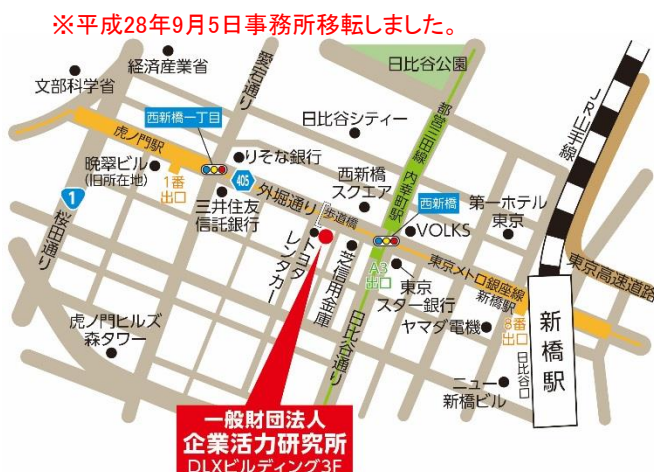 ※平成28年9月5日事務所移転しました。
経済産業省
文部科学省
愛宕通り
日比谷公園
JR山手線
都営三田線 内幸町駅
西新橋一丁目
日比谷シティー
虎ノ門駅
りそな銀行
晩翠ビル
(旧所在地)
1番
出口
405
外堀通り
西新橋
スクエア
西新橋
第一ホテル
東京
1
桜田通り
三井住友
信託銀行
歩道橋
VOLKS
トヨタ
レンタカー
芝信用金庫
A3
出口
東京メトロ銀座線
新橋駅
東京高速道路
東京
スター銀行
虎ノ門ヒルズ
森タワー
日比谷通り
ヤマダ電機
8番
出口
日比谷口
新橋駅
ニュー
新橋ビル
一般財団法人
企業活力研究所
DLXビルディング3F